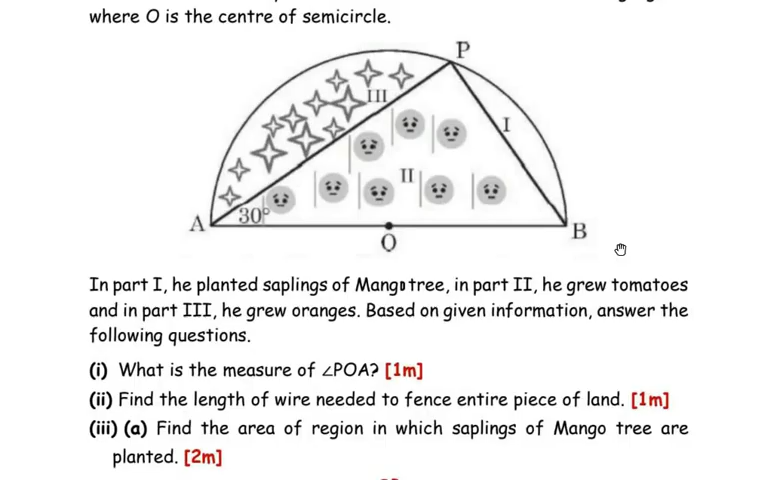 where O is the centre of semicircle.
P
III
I
II
A
30°
O
B
In part I, he planted saplings of Mango tree, in part II, he grew tomatoes
and in part III, he grew oranges. Based on given information, answer the
following questions.
(i) What is the measure of ∠POA? [1m]
(ii) Find the length of wire needed to fence entire piece of land. [1m]
(iii) (a) Find the area of region in which saplings of Mango tree are
planted. [2m]